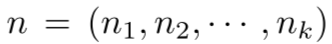 n = (n₁, n₂, ⋯ , nₖ)